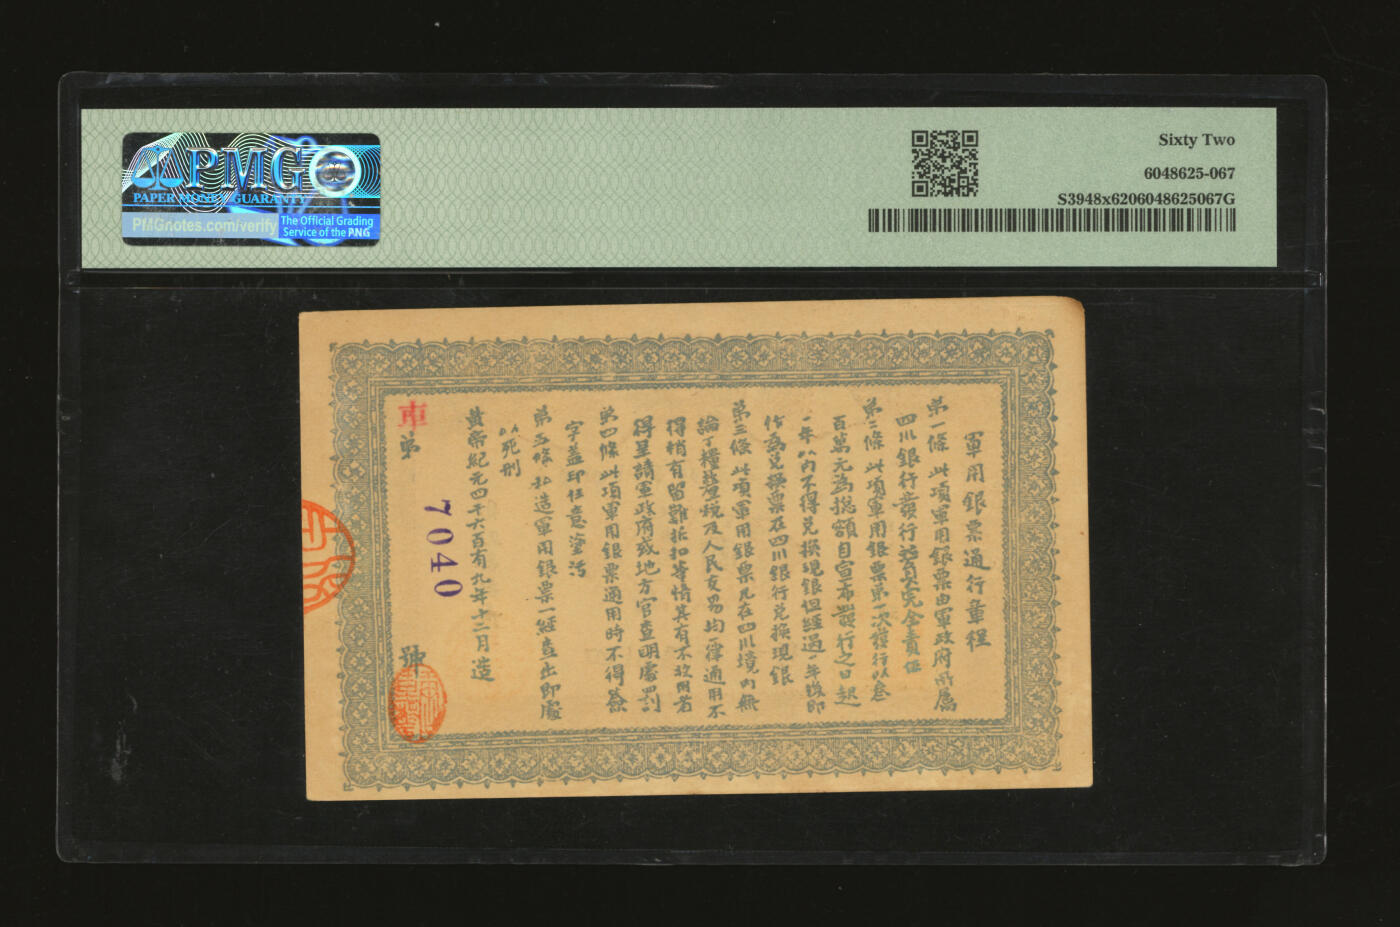 PMG
PAPER MONEY GUARANTY
PMGnotes.com/verify
The Official Grading
Service of the PNG
Sixty Two
6048625-067
S3948x6206048625067G
軍用銀票通行章程
第一條 此項軍用銀票由軍政府所屬
四川銀行發行並負完全責任
第二條 此項軍用銀票第一次發行以叁
百萬元為總額自宣布發行之日起
一年以內不得兌換現銀但經過一年後即
作為兌換票在四川銀行兌換現銀
第三條 此項軍用銀票凡在四川境內無
論丁糧釐稅及人民交易均一律通用不
得稍有留難折扣等情其有不收用者
得呈請軍政府或地方官查明處罰
第四條 此項軍用銀票通用時不得添
字蓋印任意塗污
第五條 私造軍用銀票一經查出即處
以死刑
黃帝紀元四千六百有九年十二月造
車 第 7040 號